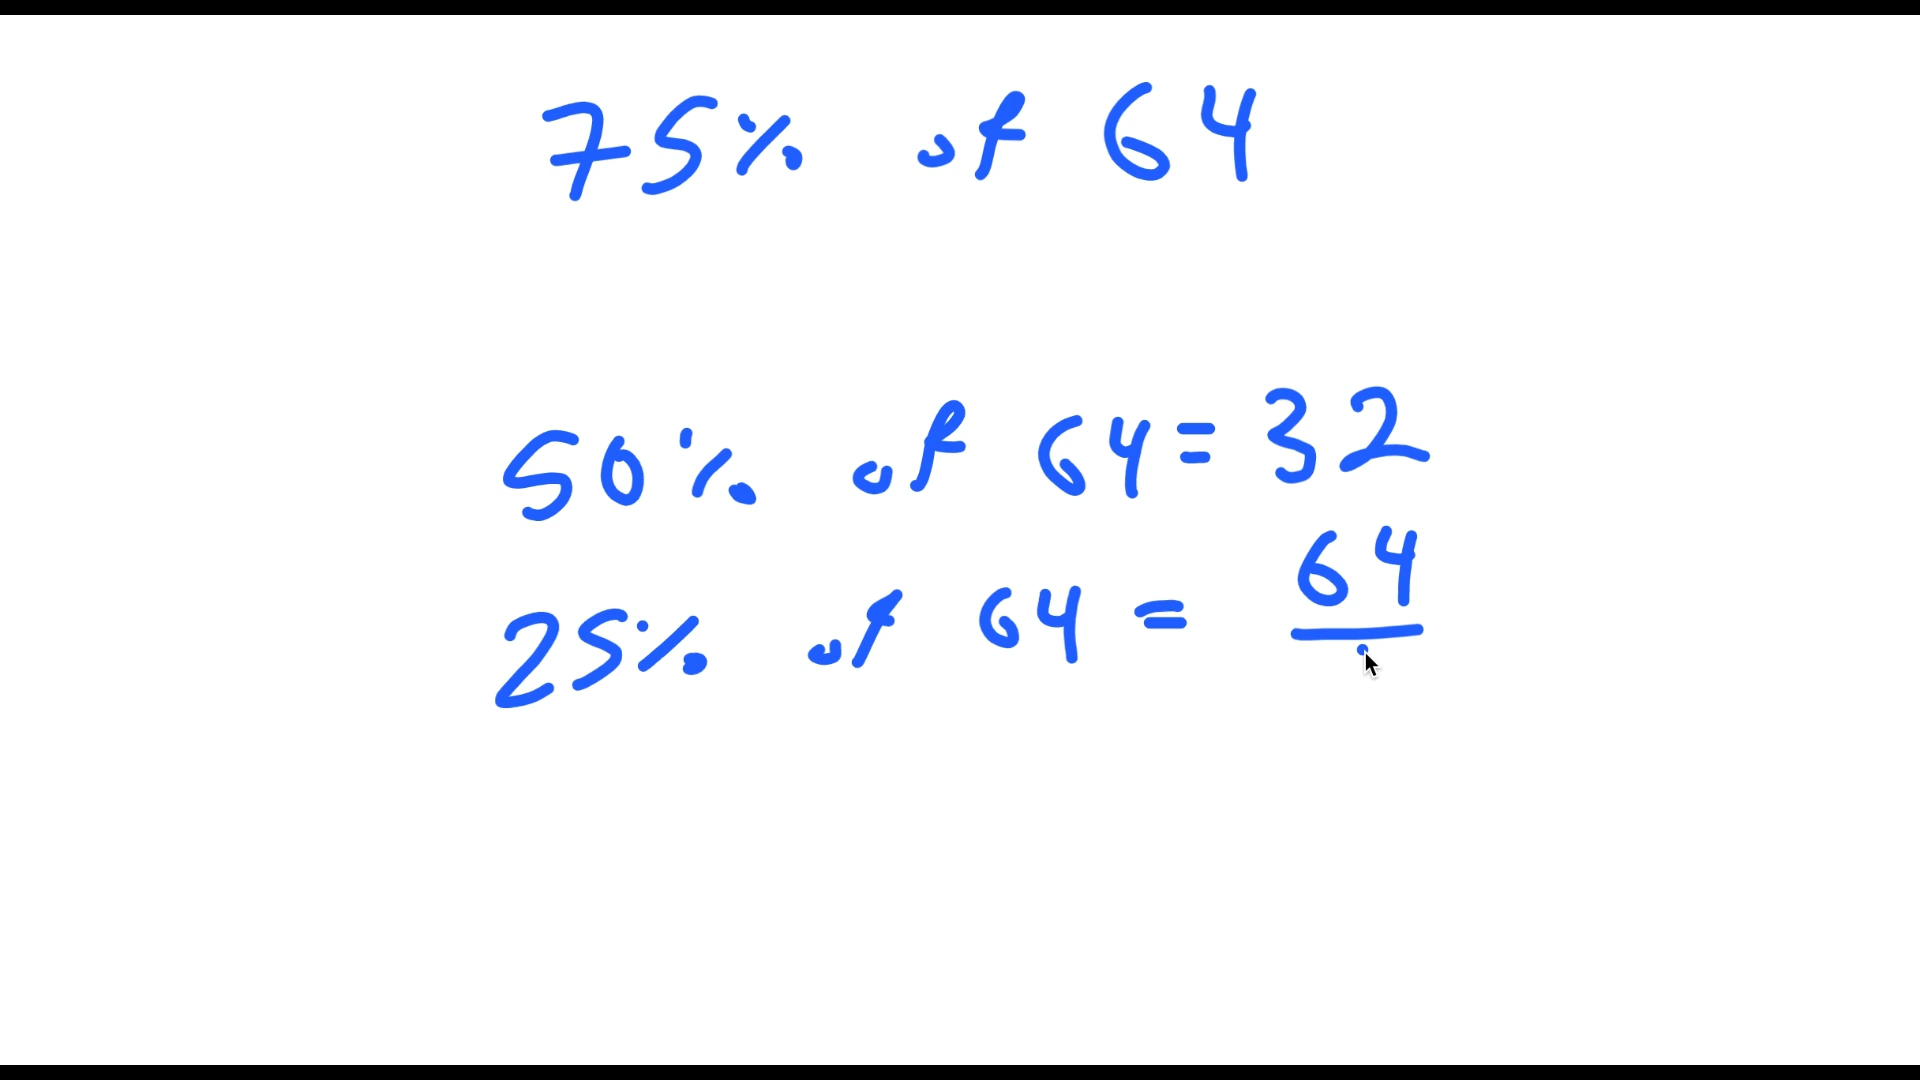 75% of 64
50% of 64 = 32
25% of 64 = 64